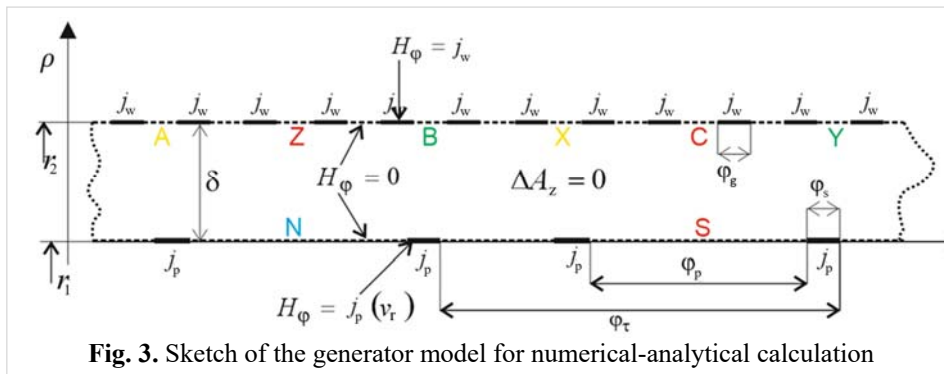 ρ
H_φ = j_w
j_w j_w j_w j_w j_w j_w j_w j_w j_w j_w j_w
A Z B X C Y
r_2
δ
H_φ = 0
ΔA_z = 0
φ_g
φ_s
N S
j_p j_p j_p j_p
r_1
φ_p
H_φ = j_p (v_r)
φ_τ
Fig. 3. Sketch of the generator model for numerical-analytical calculation